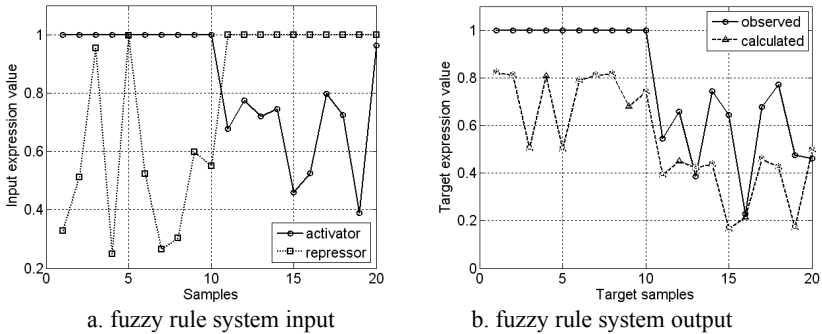 1
0.8
0.6
0.4
0.2
0
5
10
15
20
Input expression value
Samples
activator
repressor
a. fuzzy rule system input
1
0.8
0.6
0.4
0.2
0
0
5
10
15
20
Target expression value
Target samples
observed
calculated
b. fuzzy rule system output